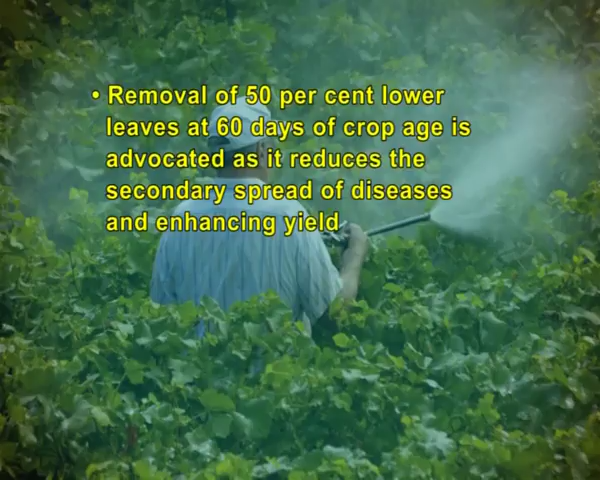 • Removal of 50 per cent lower
leaves at 60 days of crop age is
advocated as it reduces the
secondary spread of diseases
and enhancing yield